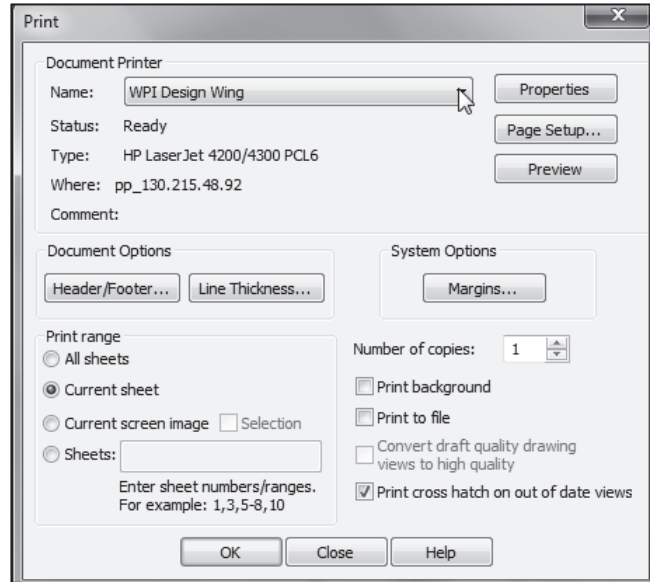 Print
Document Printer
Name: WPI Design Wing
Properties
Status: Ready
Page Setup...
Type: HP LaserJet 4200/4300 PCL6
Preview
Where: pp_130.215.48.92
Comment:
Document Options
Header/Footer... Line Thickness...
System Options
Margins...
Print range
All sheets
Current sheet
Current screen image Selection
Sheets:
Enter sheet numbers/ranges.
For example: 1,3,5-8,10
Number of copies: 1
Print background
Print to file
Convert draft quality drawing
views to high quality
Print cross hatch on out of date views
OK Close Help